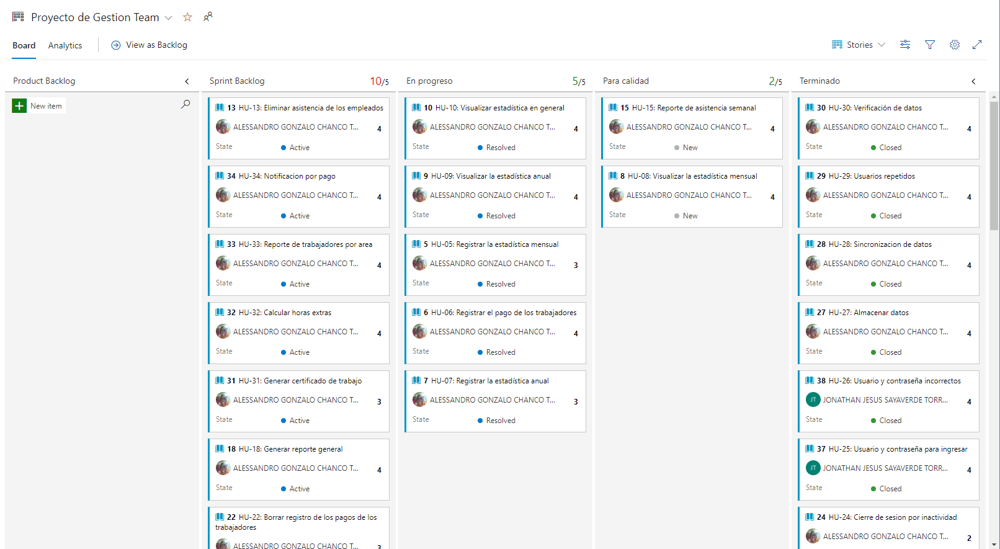 Proyecto de Gestion Team
Board
Analytics
View as Backlog
Stories
Product Backlog
New item
Sprint Backlog
10/5
13 HU-13: Eliminar asistencia de los empleados
ALESSANDRO GONZALO CHANCO T...
4
State
Active
34 HU-34: Notificacion por pago
ALESSANDRO GONZALO CHANCO T...
4
State
Active
33 HU-33: Reporte de trabajadores por area
ALESSANDRO GONZALO CHANCO T...
4
State
Active
32 HU-32: Calcular horas extras
ALESSANDRO GONZALO CHANCO T...
4
State
Active
31 HU-31: Generar certificado de trabajo
ALESSANDRO GONZALO CHANCO T...
3
State
Active
18 HU-18: Generar reporte general
ALESSANDRO GONZALO CHANCO T...
4
State
Active
22 HU-22: Borrar registro de los pagos de los
trabajadores
ALESSANDRO GONZALO CHANCO T...
3
En progreso
5/5
10 HU-10: Visualizar estadística en general
ALESSANDRO GONZALO CHANCO T...
4
State
Resolved
9 HU-09: Visualizar la estadística anual
ALESSANDRO GONZALO CHANCO T...
4
State
Resolved
5 HU-05: Registrar la estadística mensual
ALESSANDRO GONZALO CHANCO T...
3
State
Resolved
6 HU-06: Registrar el pago de los trabajadores
ALESSANDRO GONZALO CHANCO T...
4
State
Resolved
7 HU-07: Registrar la estadística anual
ALESSANDRO GONZALO CHANCO T...
3
State
Resolved
Para calidad
2/5
15 HU-15: Reporte de asistencia semanal
ALESSANDRO GONZALO CHANCO T...
4
State
New
8 HU-08: Visualizar la estadística mensual
ALESSANDRO GONZALO CHANCO T...
4
State
New
Terminado
30 HU-30: Verificación de datos
ALESSANDRO GONZALO CHANCO T...
4
State
Closed
29 HU-29: Usuarios repetidos
ALESSANDRO GONZALO CHANCO T...
4
State
Closed
28 HU-28: Sincronizacion de datos
ALESSANDRO GONZALO CHANCO T...
4
State
Closed
27 HU-27: Almacenar datos
ALESSANDRO GONZALO CHANCO T...
4
State
Closed
38 HU-26: Usuario y contraseña incorrectos
JT
JONATHAN JESUS SAYAVERDE TORR...
4
State
Closed
37 HU-25: Usuario y contraseña para ingresar
JT
JONATHAN JESUS SAYAVERDE TORR...
4
State
Closed
24 HU-24: Cierre de sesion por inactividad
ALESSANDRO GONZALO CHANCO T...
2